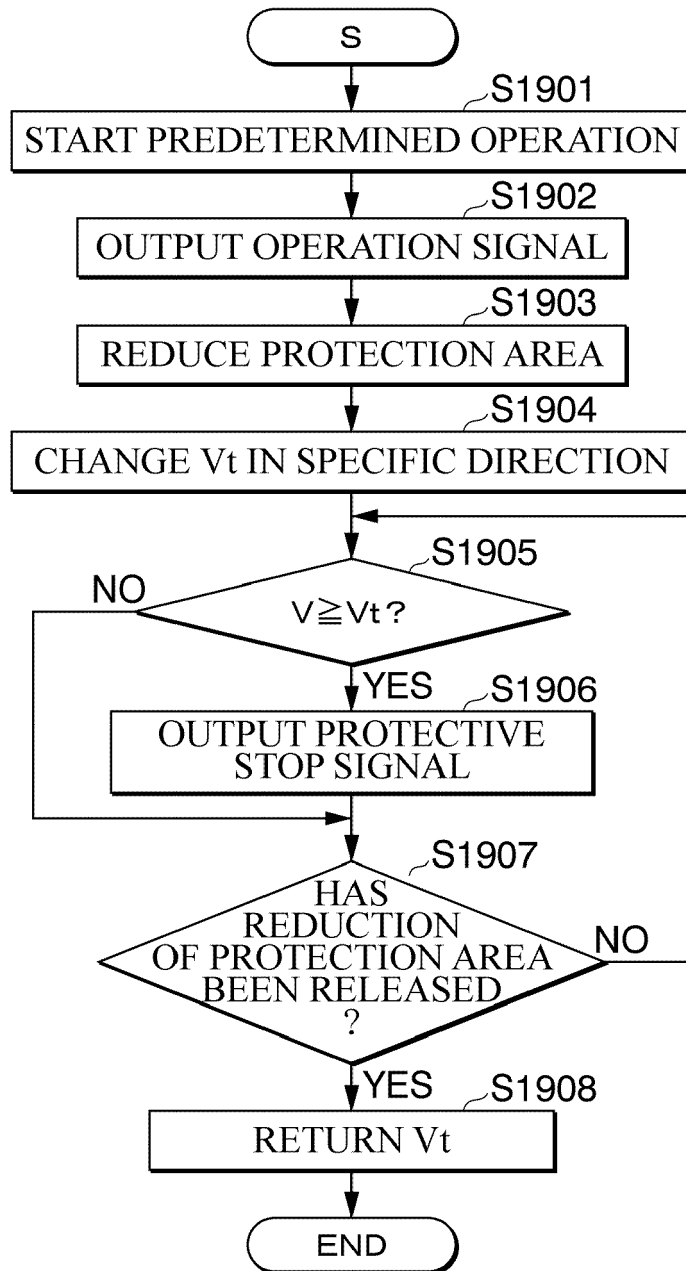 S
S1901
START PREDETERMINED OPERATION
S1902
OUTPUT OPERATION SIGNAL
S1903
REDUCE PROTECTION AREA
S1904
CHANGE Vt IN SPECIFIC DIRECTION
S1905
NO
V≧Vt?
YES
S1906
OUTPUT PROTECTIVE
STOP SIGNAL
S1907
HAS
REDUCTION
OF PROTECTION AREA
BEEN RELEASED
?
NO
YES
S1908
RETURN Vt
END